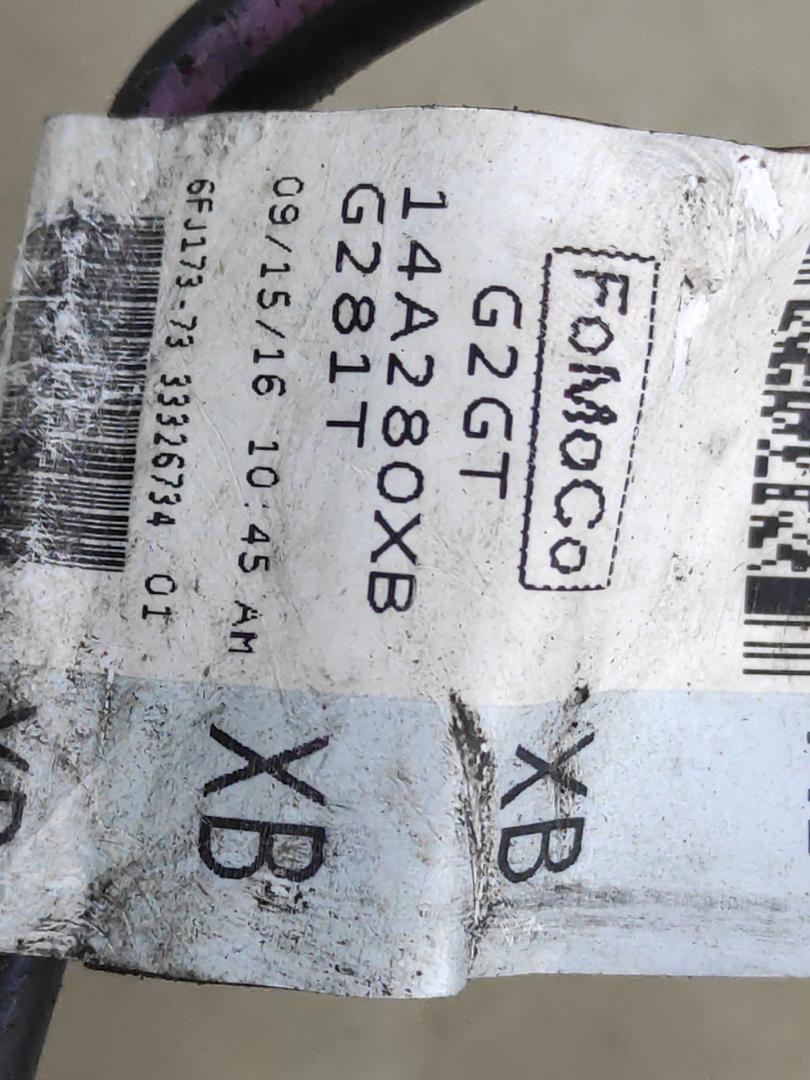 FoMoCo
G2GT
14A280XB
G281T
09/15/16 10:45 AM
6FJ173-73 33326734 01
XB
XB